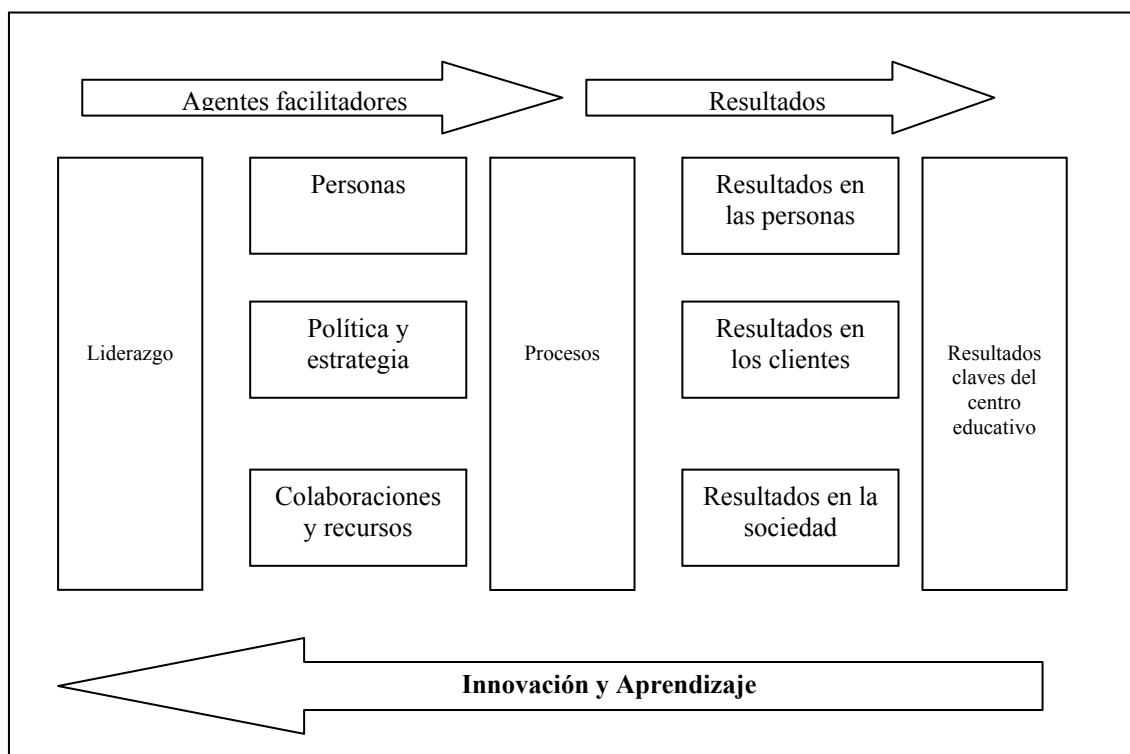 Agentes facilitadores
Resultados
Personas
Resultados en
las personas
Liderazgo
Política y
estrategia
Procesos
Resultados en
los clientes
Resultados
claves del
centro
educativo
Colaboraciones
y recursos
Resultados en la
sociedad
Innovación y Aprendizaje